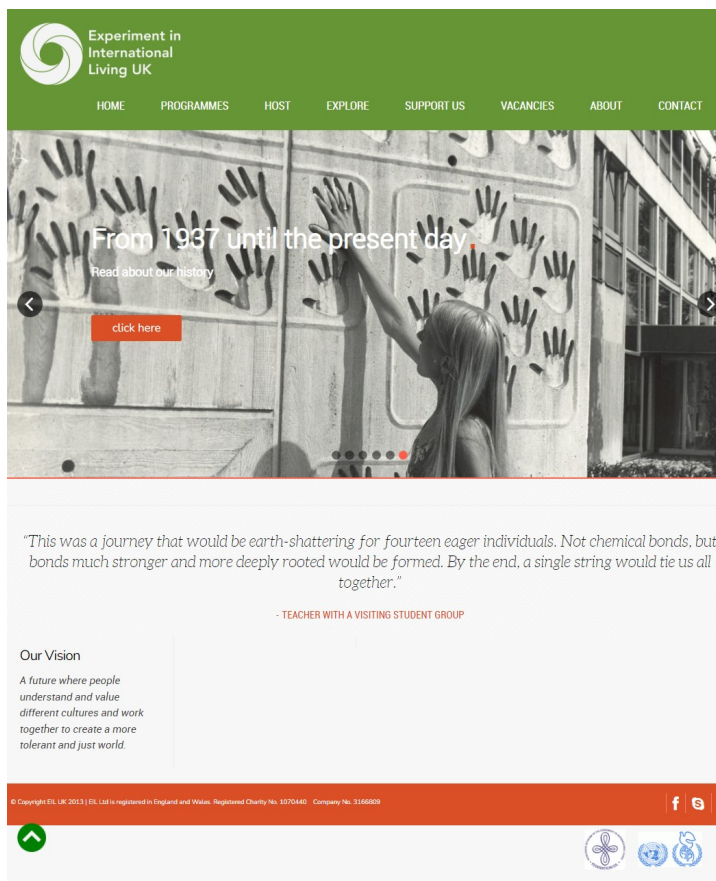 Experiment in
International
Living UK
HOME PROGRAMMES HOST EXPLORE SUPPORT US VACANCIES ABOUT CONTACT
From 1937 until the present day.
Read about our history
click here
“This was a journey that would be earth-shattering for fourteen eager individuals. Not chemical bonds, but
bonds much stronger and more deeply rooted would be formed. By the end, a single string would tie us all
together.”
- TEACHER WITH A VISITING STUDENT GROUP
Our Vision
A future where people
understand and value
different cultures and work
together to create a more
tolerant and just world.
© Copyright EIL UK 2013 | EIL Ltd is registered in England and Wales. Registered Charity No. 1070440 Company No. 3166809